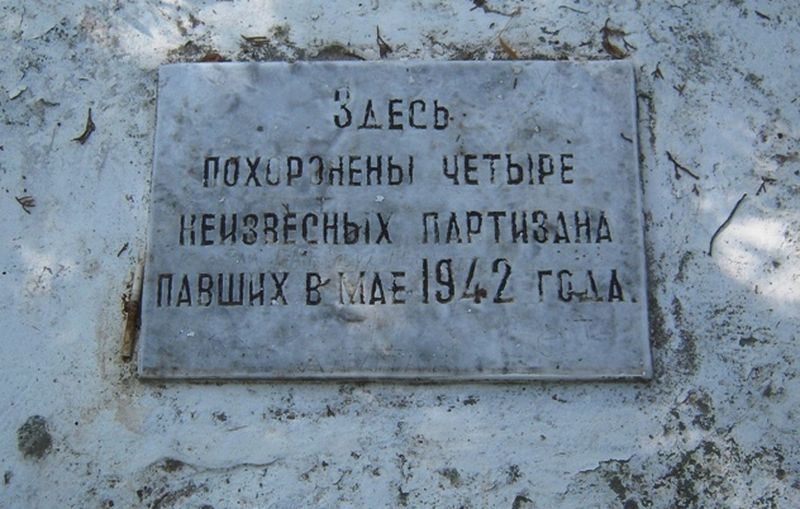 Здесь
похоронены четыре
неизвесных партизана
павших в мае 1942 года.